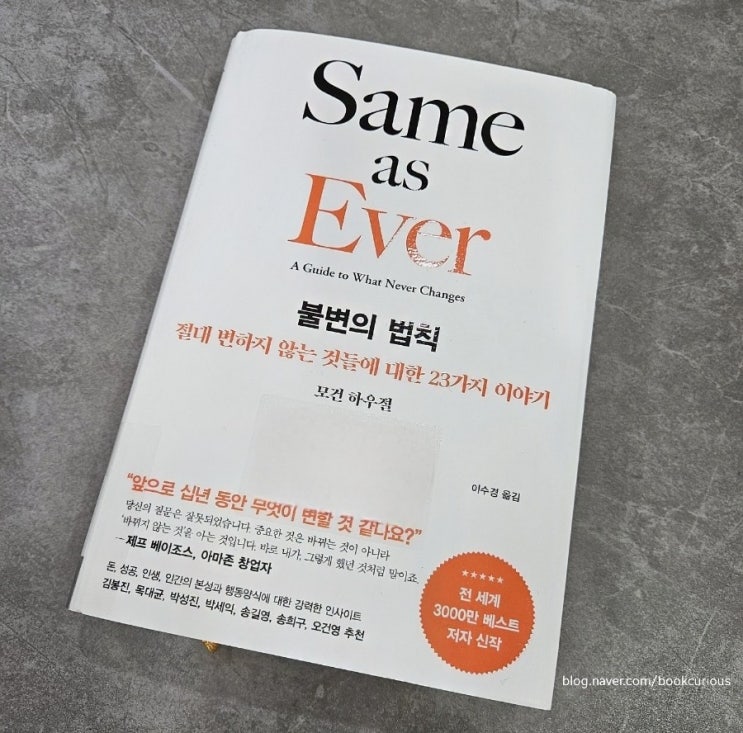 Same
as
Ever
A Guide to What Never Changes
불변의 법칙
절대 변하지 않는 것들에 대한 23가지 이야기
모건 하우절
이수경 옮김
“앞으로 십년 동안 무엇이 변할 것 같나요?”
당신의 질문은 잘못되었습니다. 중요한 것은 바뀌는 것이 아니라
‘바뀌지 않는 것’을 아는 것입니다. 바로 내가, 그렇게 했던 것처럼 말이죠.
– 제프 베이조스, 아마존 창업자
돈, 성공, 인생, 인간의 본성과 행동양식에 대한 강력한 인사이트
김봉진, 목대균, 박성진, 박세익, 송길영, 송희구, 오건영 추천
전 세계
3000만 베스트
저자 신작
blog.naver.com/bookcurious